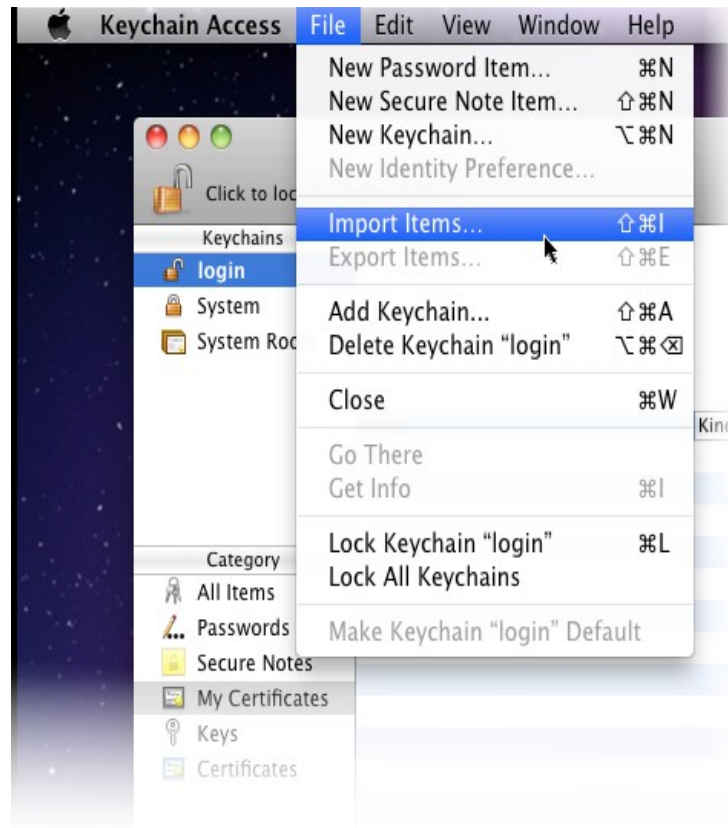 Keychain Access File Edit View Window Help
New Password Item... ⌘N
New Secure Note Item... ⇧⌘N
New Keychain... ⌥⌘N
New Identity Preference...
Import Items... ⇧⌘I
Export Items... ⇧⌘E
Add Keychain... ⇧⌘A
Delete Keychain “login” ⌥⌘⌫
Close ⌘W
Go There
Get Info ⌘I
Lock Keychain “login” ⌘L
Lock All Keychains
Make Keychain “login” Default
Click to loc
Keychains
login
System
System Roo
Kin
Category
All Items
Passwords
Secure Notes
My Certificates
Keys
Certificates